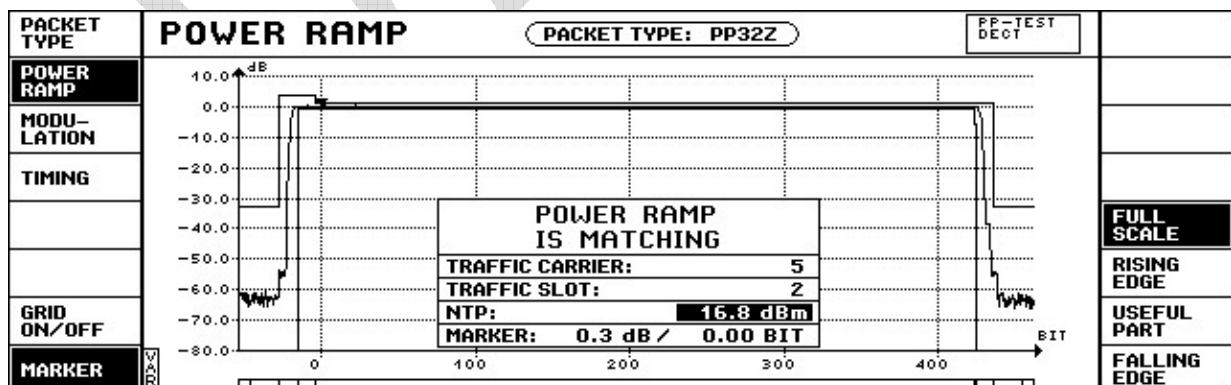 PACKET
TYPE
POWER
RAMP
MODU-
LATION
TIMING
GRID
ON/OFF
MARKER
POWER RAMP
PACKET TYPE: PP32Z
PP-TEST
DECT
dB
10.0
0.0
-10.0
-20.0
-30.0
-40.0
-50.0
-60.0
-70.0
-80.0
POWER RAMP
IS MATCHING
TRAFFIC CARRIER: 5
TRAFFIC SLOT: 2
NTP: 16.8 dBm
MARKER: 0.3 dB/ 0.00 BIT
BIT
0 100 200 300 400
FULL
SCALE
RISING
EDGE
USEFUL
PART
FALLING
EDGE